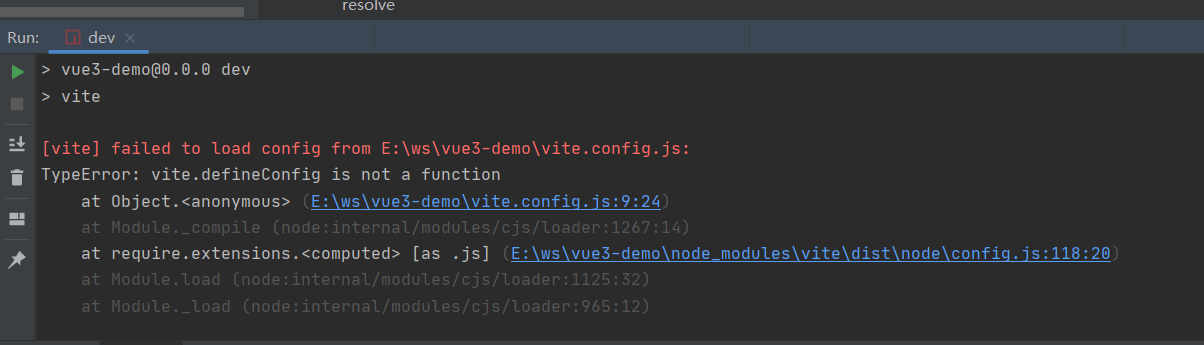 resolve
Run: dev
> vue3-demo@0.0.0 dev
> vite
[vite] failed to load config from E:\ws\vue3-demo\vite.config.js:
TypeError: vite.defineConfig is not a function
at Object.<anonymous> (E:\ws\vue3-demo\vite.config.js:9:24)
at Module._compile (node:internal/modules/cjs/loader:1267:14)
at require.extensions.<computed> [as .js] (E:\ws\vue3-demo\node_modules\vite\dist\node\config.js:118:20)
at Module.load (node:internal/modules/cjs/loader:1125:32)
at Module._load (node:internal/modules/cjs/loader:965:12)